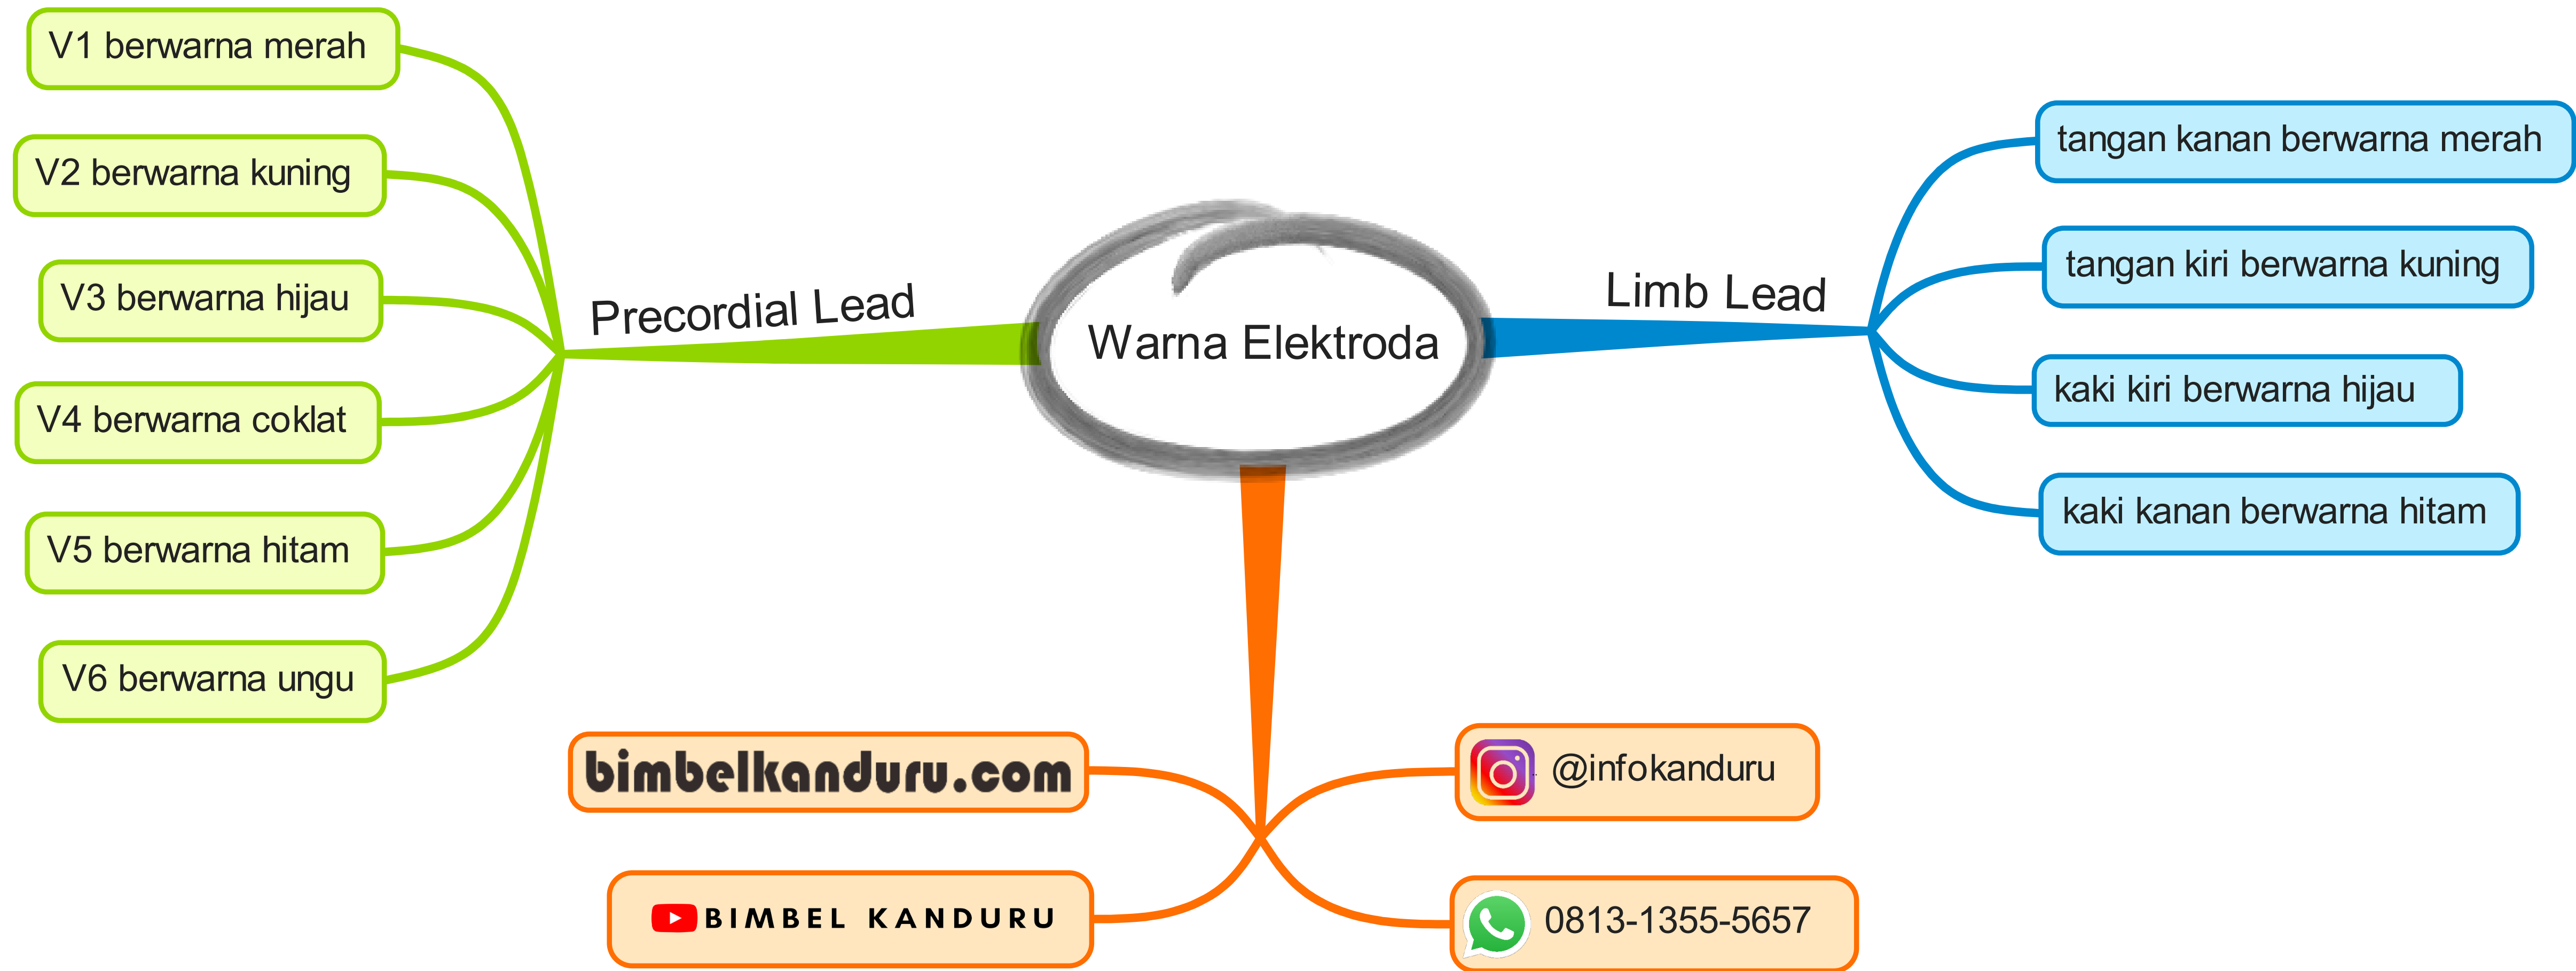 Warna Elektroda
Precordial Lead
V1 berwarna merah
V2 berwarna kuning
V3 berwarna hijau
V4 berwarna coklat
V5 berwarna hitam
V6 berwarna ungu
Limb Lead
tangan kanan berwarna merah
tangan kiri berwarna kuning
kaki kiri berwarna hijau
kaki kanan berwarna hitam
bimbelkanduru.com
BIMBEL KANDURU
@infokanduru
0813-1355-5657